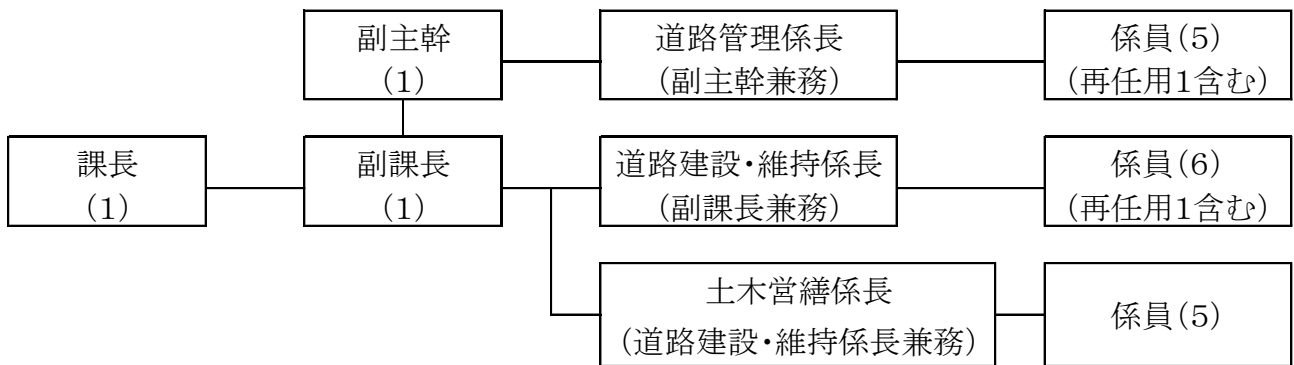 副主幹
(1)
道路管理係長
(副主幹兼務)
係員(5)
(再任用1含む)
課長
(1)
副課長
(1)
道路建設・維持係長
(副課長兼務)
係員(6)
(再任用1含む)
土木営繕係長
(道路建設・維持係長兼務)
係員(5)